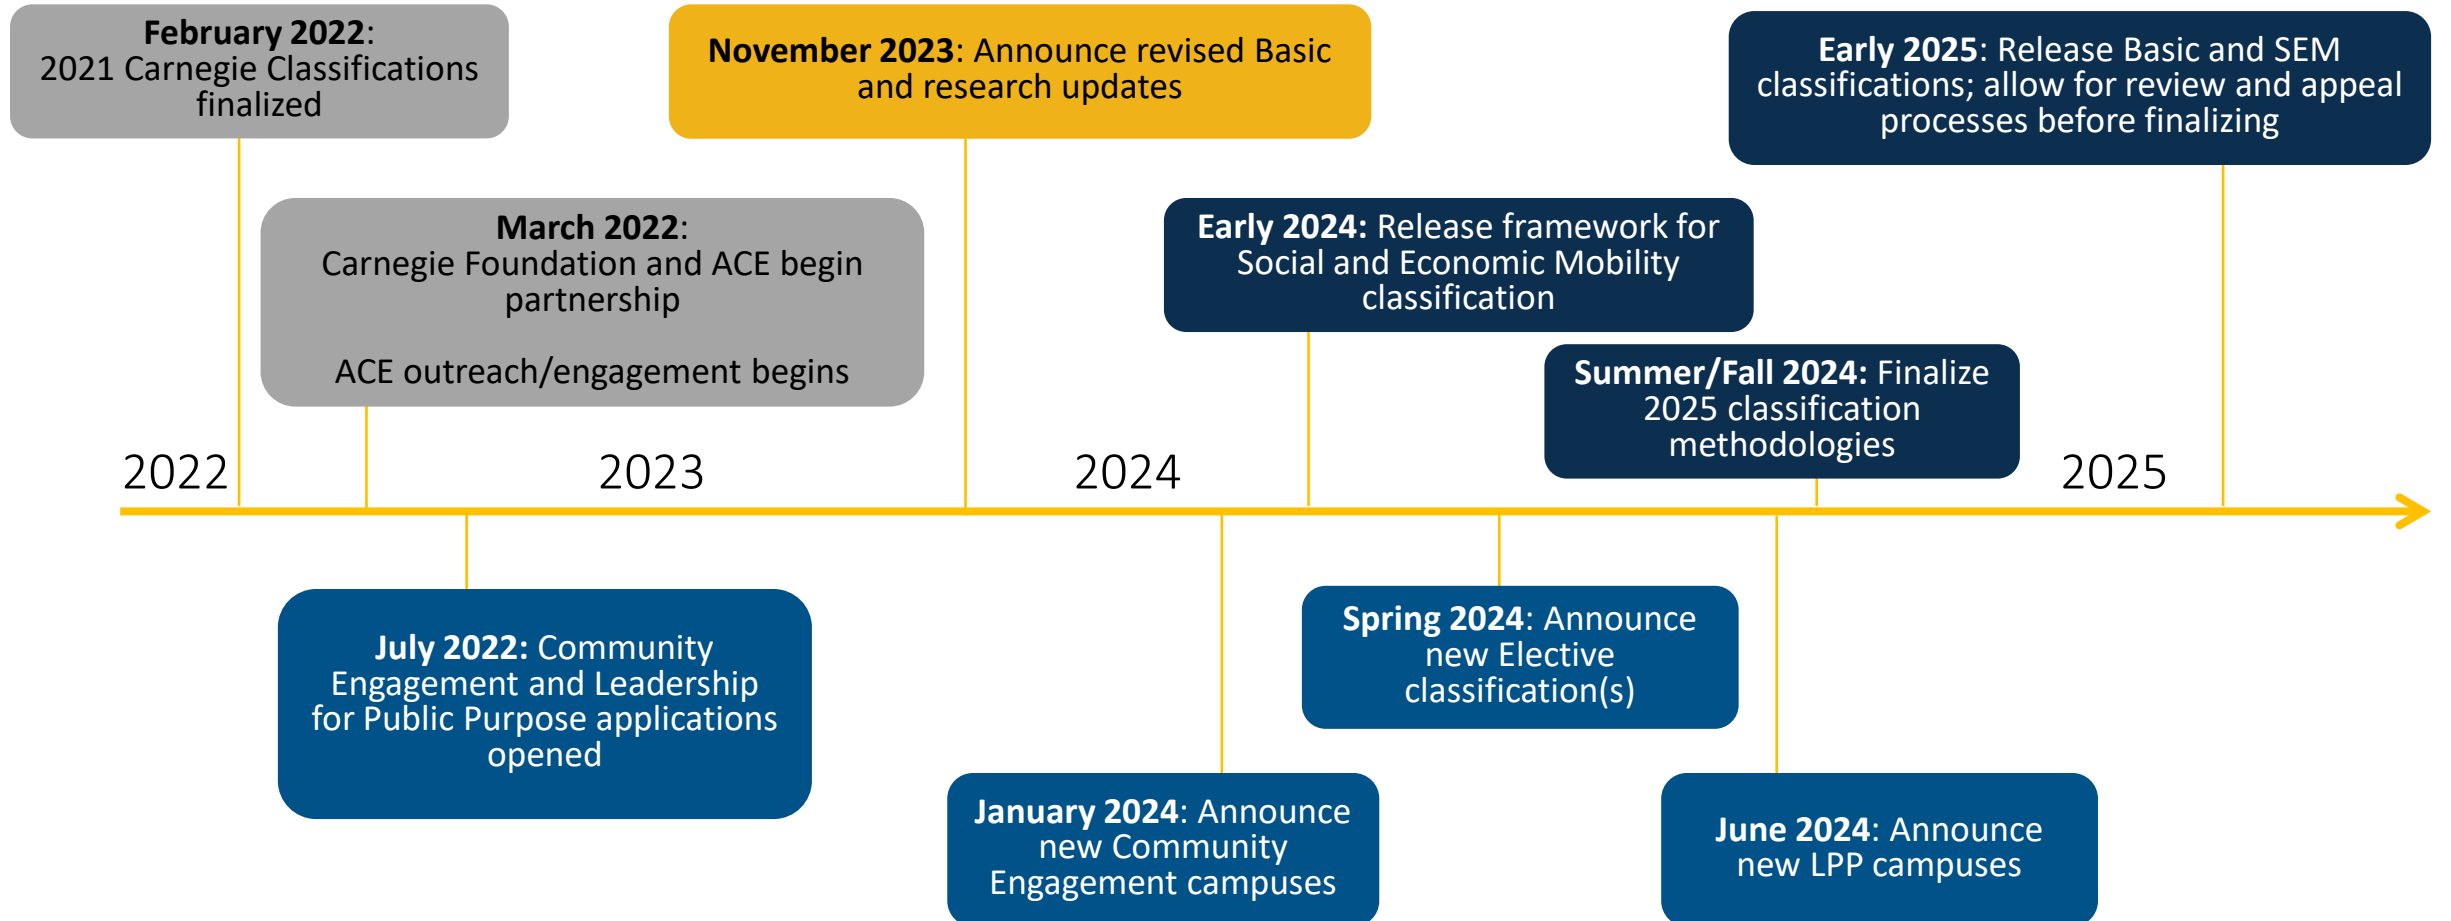 February 2022:
2021 Carnegie Classifications
finalized
November 2023: Announce revised Basic
and research updates
Early 2025: Release Basic and SEM
classifications; allow for review and appeal
processes before finalizing
March 2022:
Carnegie Foundation and ACE begin
partnership
ACE outreach/engagement begins
Early 2024: Release framework for
Social and Economic Mobility
classification
Summer/Fall 2024: Finalize
2025 classification
methodologies
2022
2023
2024
2025
July 2022: Community
Engagement and Leadership
for Public Purpose applications
opened
Spring 2024: Announce
new Elective
classification(s)
January 2024: Announce
new Community
Engagement campuses
June 2024: Announce
new LPP campuses